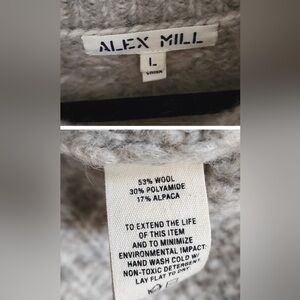 ALEX MILL
L
53% WOOL
30% POLYAMIDE
17% ALPACA
TO EXTEND THE LIFE
OF THIS ITEM
AND TO MINIMIZE
ENVIRONMENTAL IMPACT:
HAND WASH COLD W/
NON-TOXIC DETERGENT
LAY FLAT TO DRY